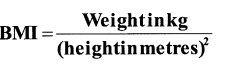 BMI = Weightinkg
(heightinmetres)²